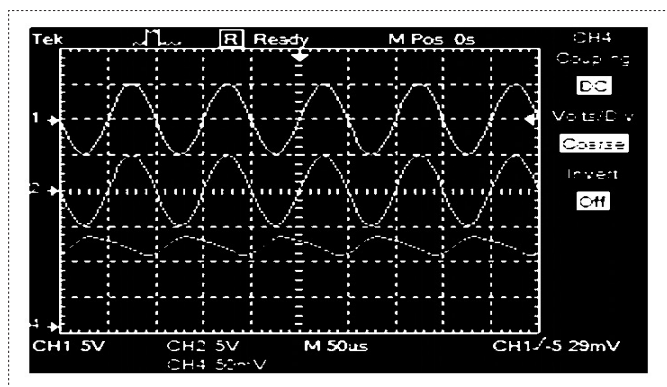 Tek R Ready M Pos 0s CH4
Coupling
DC
1 Volts/Div
Coarse
Invert
2 Off
4
CH1 5V CH2 5V M 50us CH1 -5.29mV
CH4 50mV